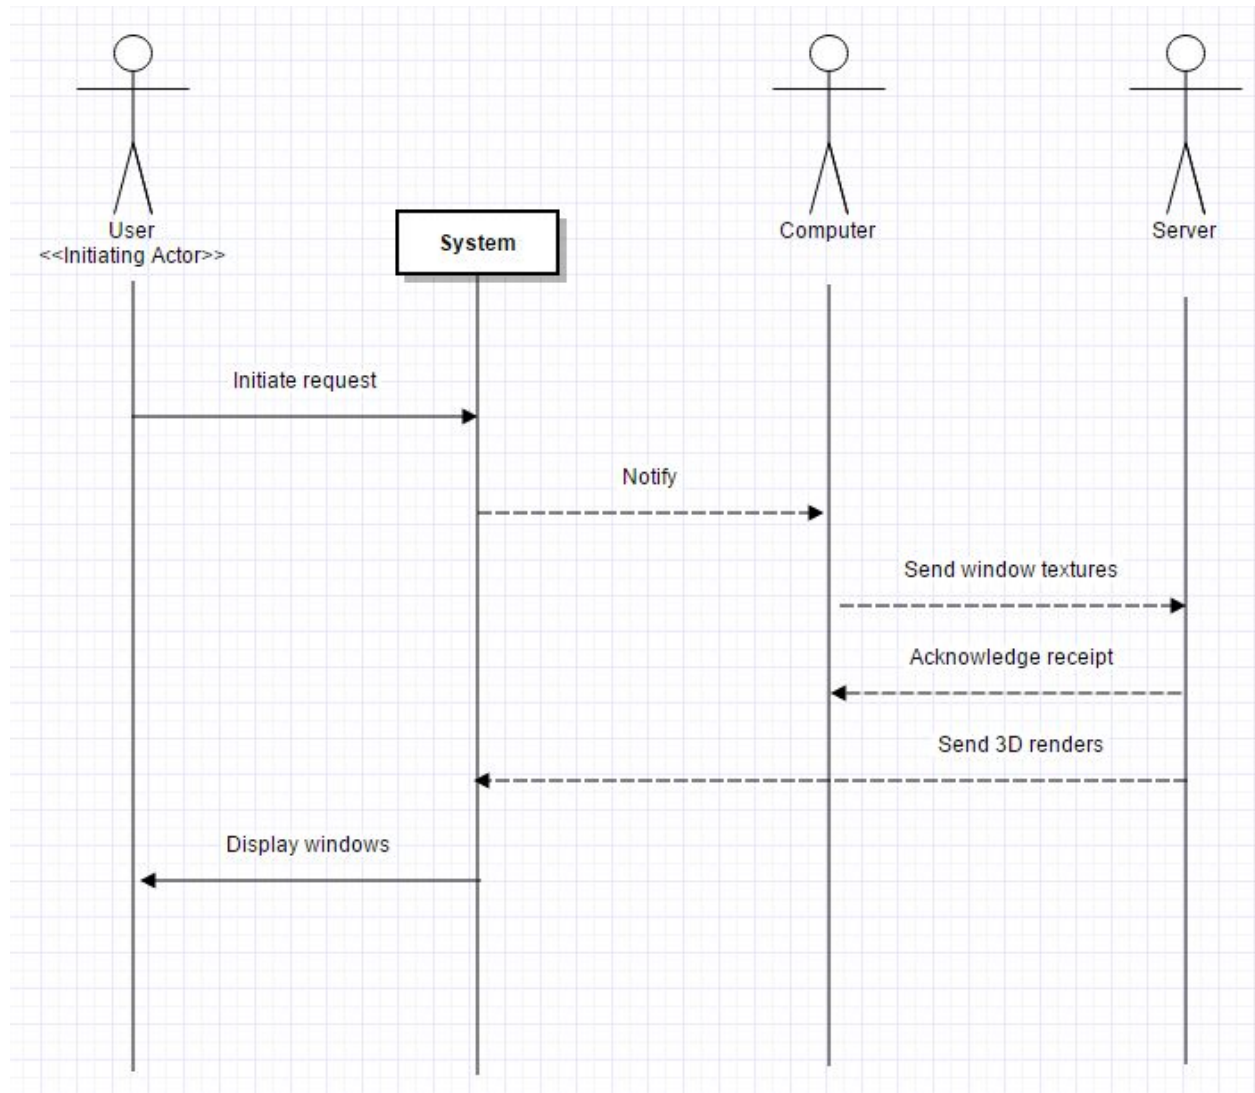 User
<<Initiating Actor>>
System
Computer
Server
Initiate request
Notify
Send window textures
Acknowledge receipt
Send 3D renders
Display windows